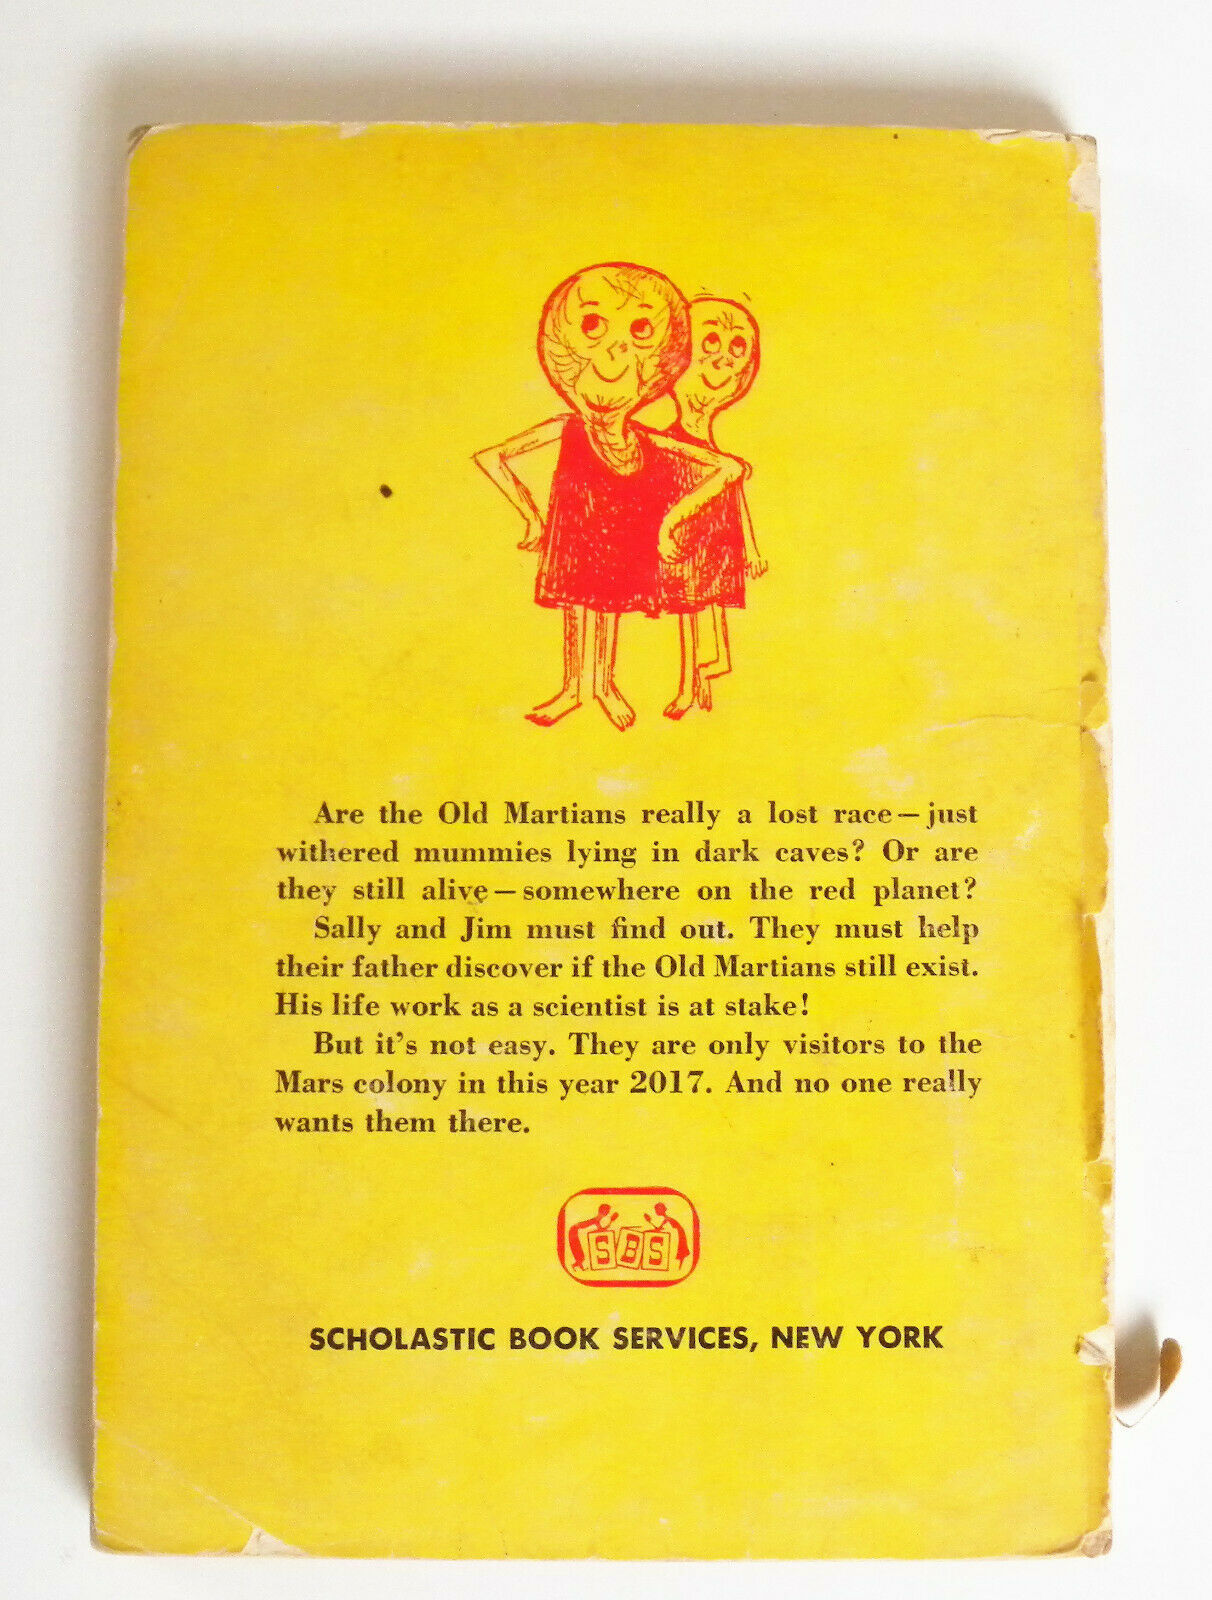 Are the Old Martians really a lost race — just
withered mummies lying in dark caves? Or are
they still alive — somewhere on the red planet?
Sally and Jim must find out. They must help
their father discover if the Old Martians still exist.
His life work as a scientist is at stake!
But it's not easy. They are only visitors to the
Mars colony in this year 2017. And no one really
wants them there.
SBS
SCHOLASTIC BOOK SERVICES, NEW YORK